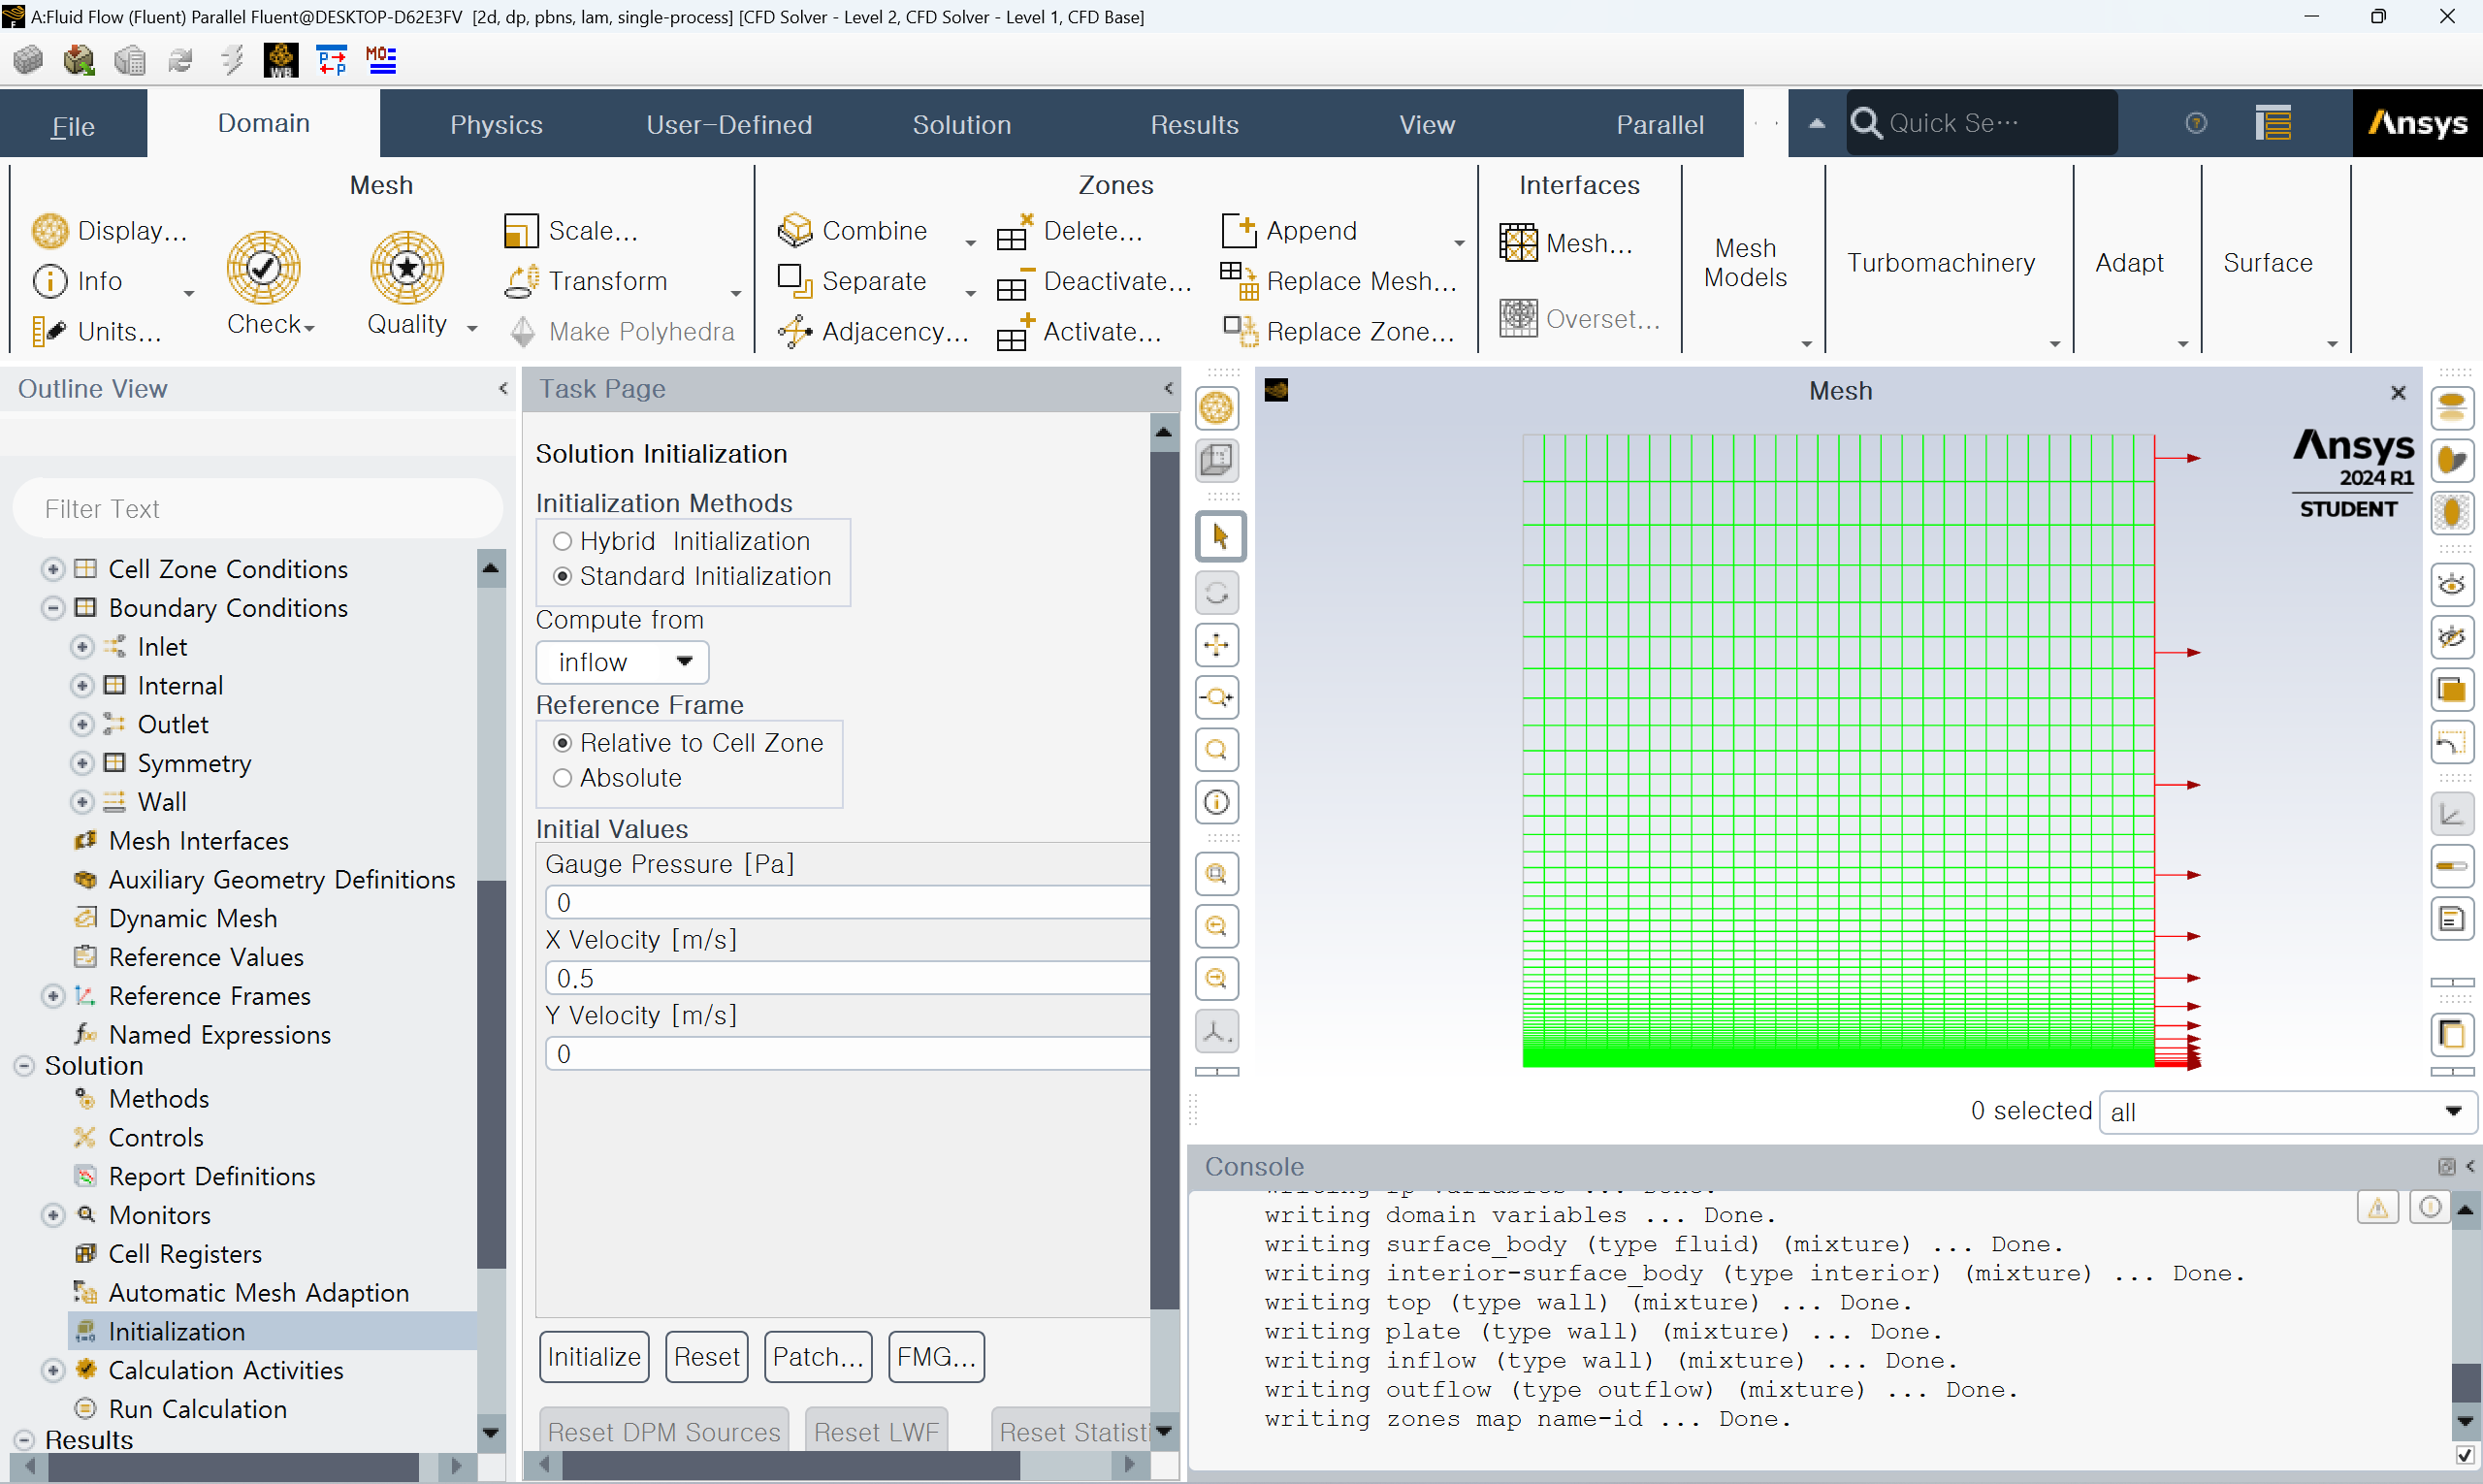 A:Fluid Flow (Fluent) Parallel Fluent@DESKTOP-D62E3FV [2d, dp, pbns, lam, single-process] [CFD Solver - Level 2, CFD Solver - Level 1, CFD Base]
WB
P P
MO
File
Domain
Physics
User-Defined
Solution
Results
View
Parallel
Quick Se...
Ansys
Mesh
Display...
Info
Units...
Check
Quality
Scale...
Transform
Make Polyhedra
Zones
Combine
Separate
Adjacency...
Delete...
Deactivate...
Activate...
Append
Replace Mesh...
Replace Zone...
Interfaces
Mesh...
Overset...
Mesh
Models
Turbomachinery
Adapt
Surface
Outline View
Filter Text
Cell Zone Conditions
Boundary Conditions
Inlet
Internal
Outlet
Symmetry
Wall
Mesh Interfaces
Auxiliary Geometry Definitions
Dynamic Mesh
Reference Values
Reference Frames
Named Expressions
Solution
Methods
Controls
Report Definitions
Monitors
Cell Registers
Automatic Mesh Adaption
Initialization
Calculation Activities
Run Calculation
Results
Task Page
Solution Initialization
Initialization Methods
Hybrid Initialization
Standard Initialization
Compute from
inflow
Reference Frame
Relative to Cell Zone
Absolute
Initial Values
Gauge Pressure [Pa]
0
X Velocity [m/s]
0.5
Y Velocity [m/s]
0
Initialize
Reset
Patch...
FMG...
Reset DPM Sources
Reset LWF
Reset Statist
Mesh
Ansys
2024 R1
STUDENT
0 selected
all
Console
writing rp variables ... Done.
writing domain variables ... Done.
writing surface_body (type fluid) (mixture) ... Done.
writing interior-surface_body (type interior) (mixture) ... Done.
writing top (type wall) (mixture) ... Done.
writing plate (type wall) (mixture) ... Done.
writing inflow (type wall) (mixture) ... Done.
writing outflow (type outflow) (mixture) ... Done.
writing zones map name-id ... Done.